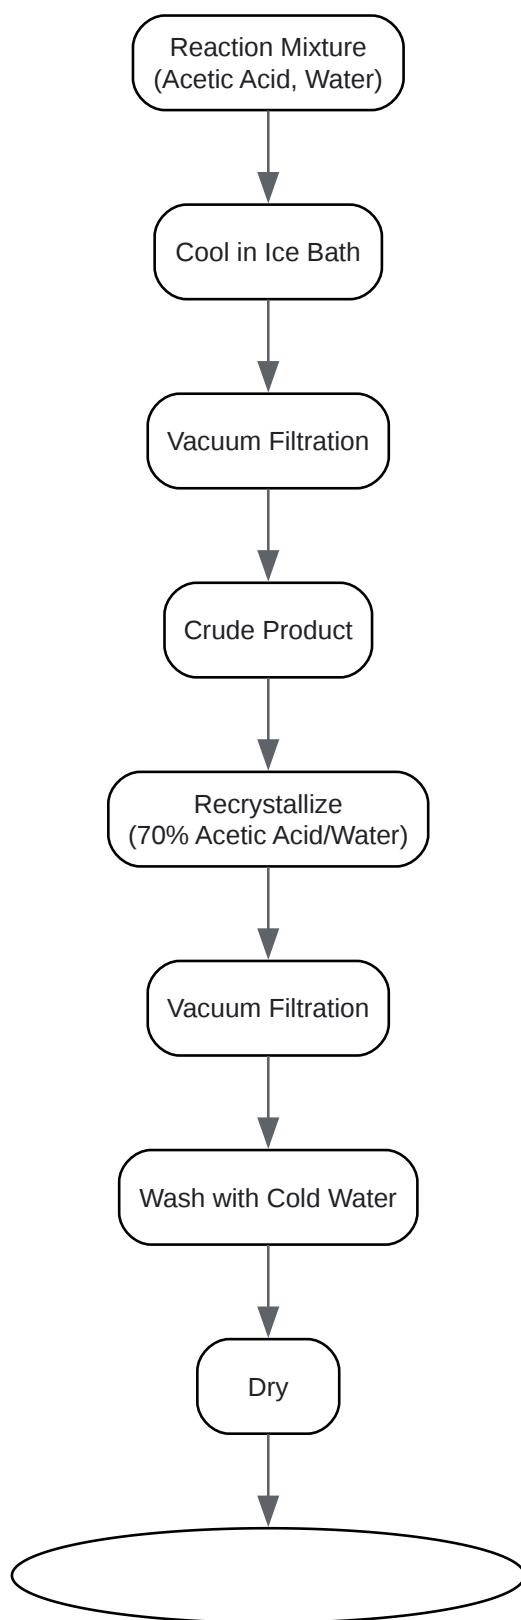 Reaction Mixture
(Acetic Acid, Water)
Cool in Ice Bath
Vacuum Filtration
Crude Product
Recrystallize
(70% Acetic Acid/Water)
Vacuum Filtration
Wash with Cold Water
Dry